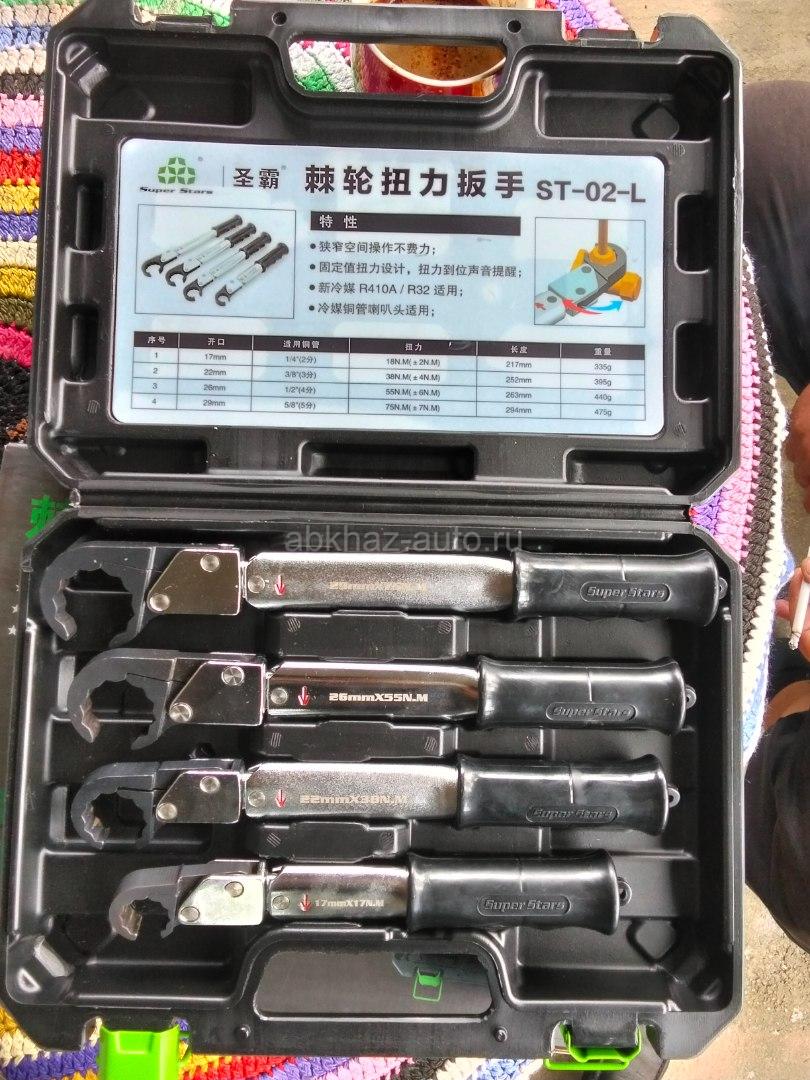 Super Stars
®
圣霸®
棘轮扭力扳手 ST-02-L
特 性
● 狭窄空间操作不费力；
● 固定值扭力设计，扭力到位声音提醒；
● 新冷媒 R410A / R32 适用；
● 冷媒铜管喇叭头适用；
序号 开口 适用铜管 扭力 长度 重量
1 17mm 1/4"(2分) 18N.M(±2N.M) 217mm 335g
2 22mm 3/8"(3分) 38N.M(±4N.M) 252mm 395g
3 26mm 1/2"(4分) 55N.M(±6N.M) 263mm 440g
4 29mm 5/8"(5分) 75N.M(±7N.M) 294mm 475g
abkhaz-auto.ru
Super Stars
26mmX55N.M
Super Stars
22mmX38N.M
Super Stars
17mmX17N.M
Super Stars